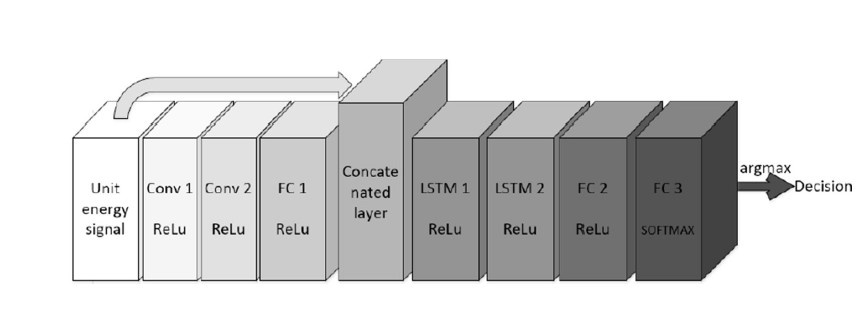 Unit
energy
signal
Conv 1
ReLu
Conv 2
ReLu
FC 1
ReLu
Concate
nated
layer
LSTM 1
ReLu
LSTM 2
ReLu
FC 2
ReLu
FC 3
SOFTMAX
argmax
Decision